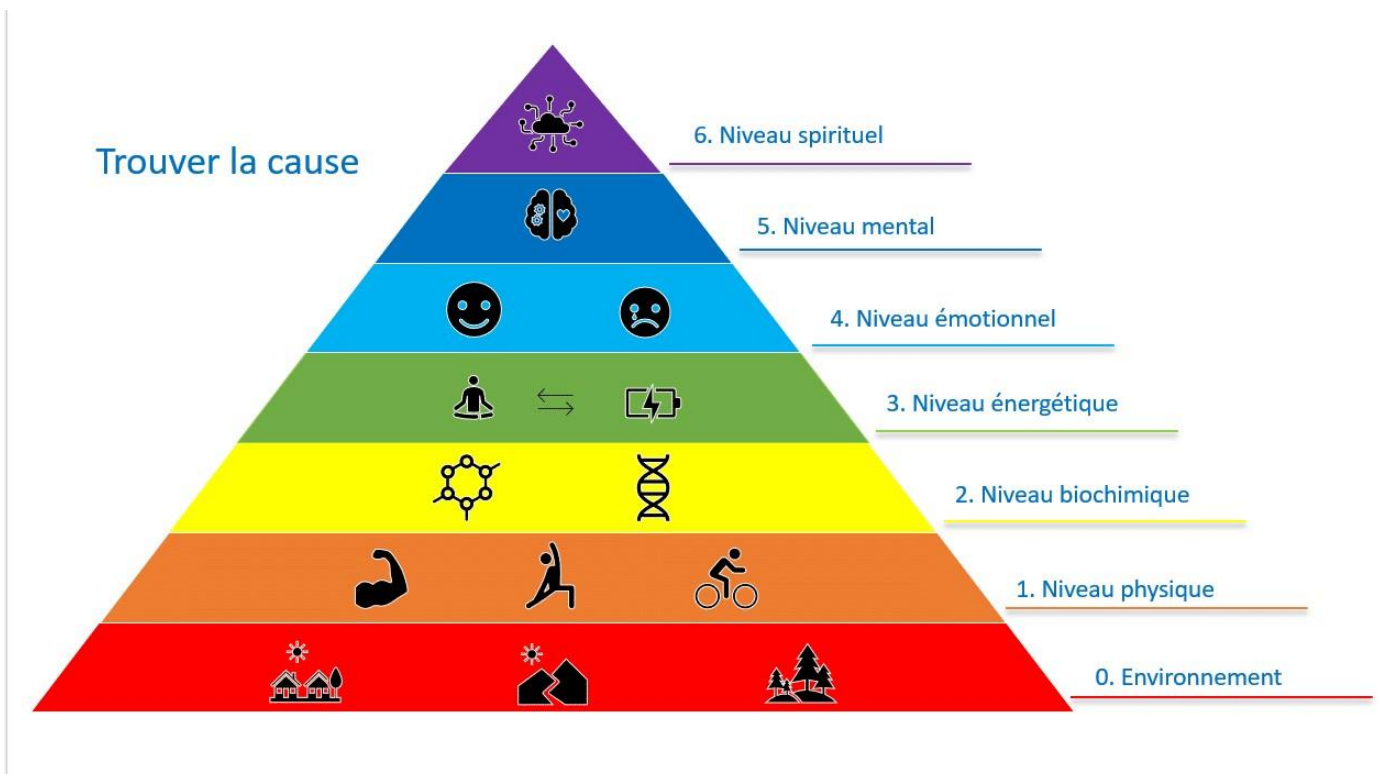 Trouver la cause
6. Niveau spirituel
5. Niveau mental
4. Niveau émotionnel
3. Niveau énergétique
2. Niveau biochimique
1. Niveau physique
0. Environnement